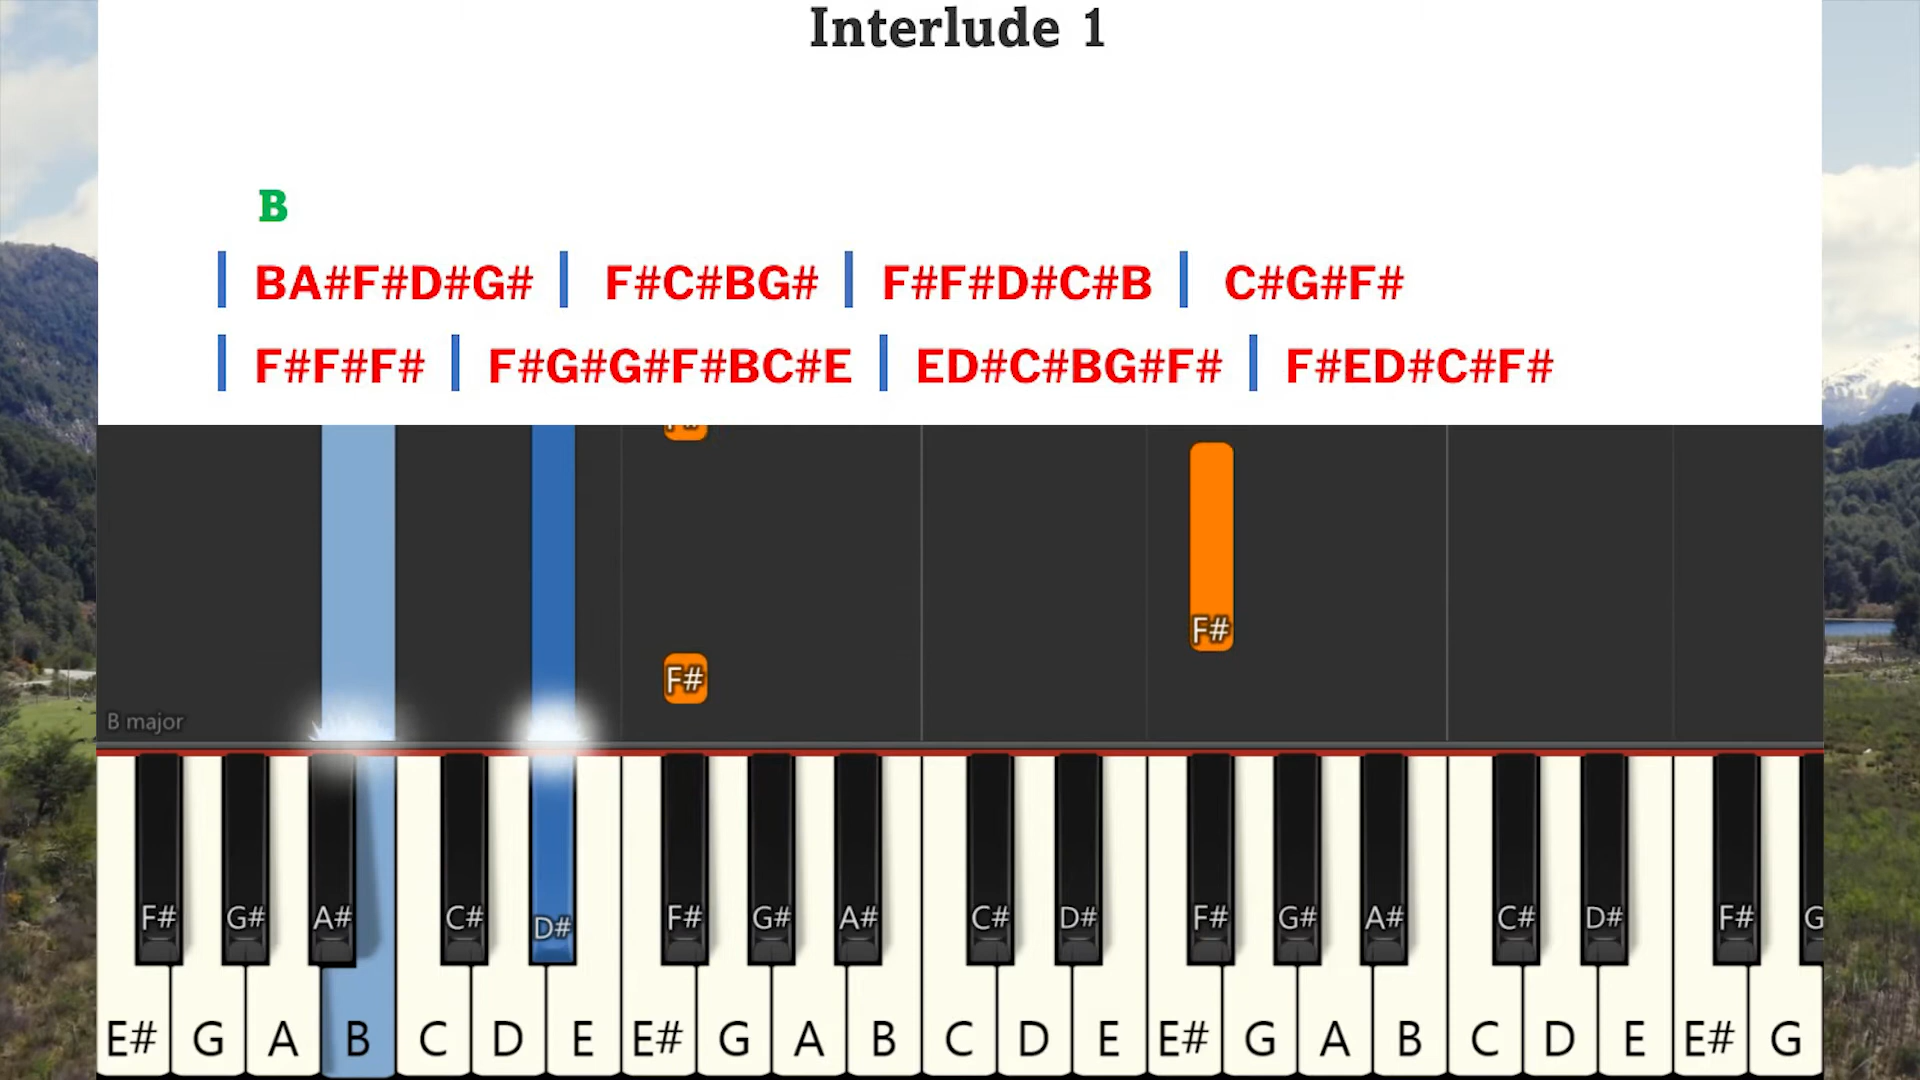 Interlude 1
B
BA#F#D#G# | F#C#BG# | F#F#D#C#B | C#G#F#
F#F#F# | F#G#G#F#BC#E | ED#C#BG#F# | F#ED#C#F#
F#
F#
F#
B major
F# G# A# C# D# F# G# A# C# D# F# G# A# C# D# F# G
E# G A B C D E E# G A B C D E E# G A B C D E E# G